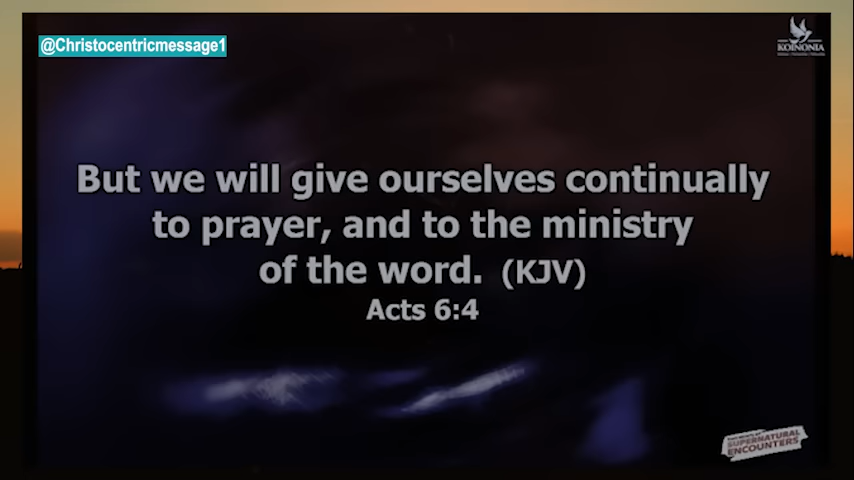 @Christocentricmessage1
KOINONIA
But we will give ourselves continually
to prayer, and to the ministry
of the word. (KJV)
Acts 6:4
SUPERNATURAL
ENCOUNTERS